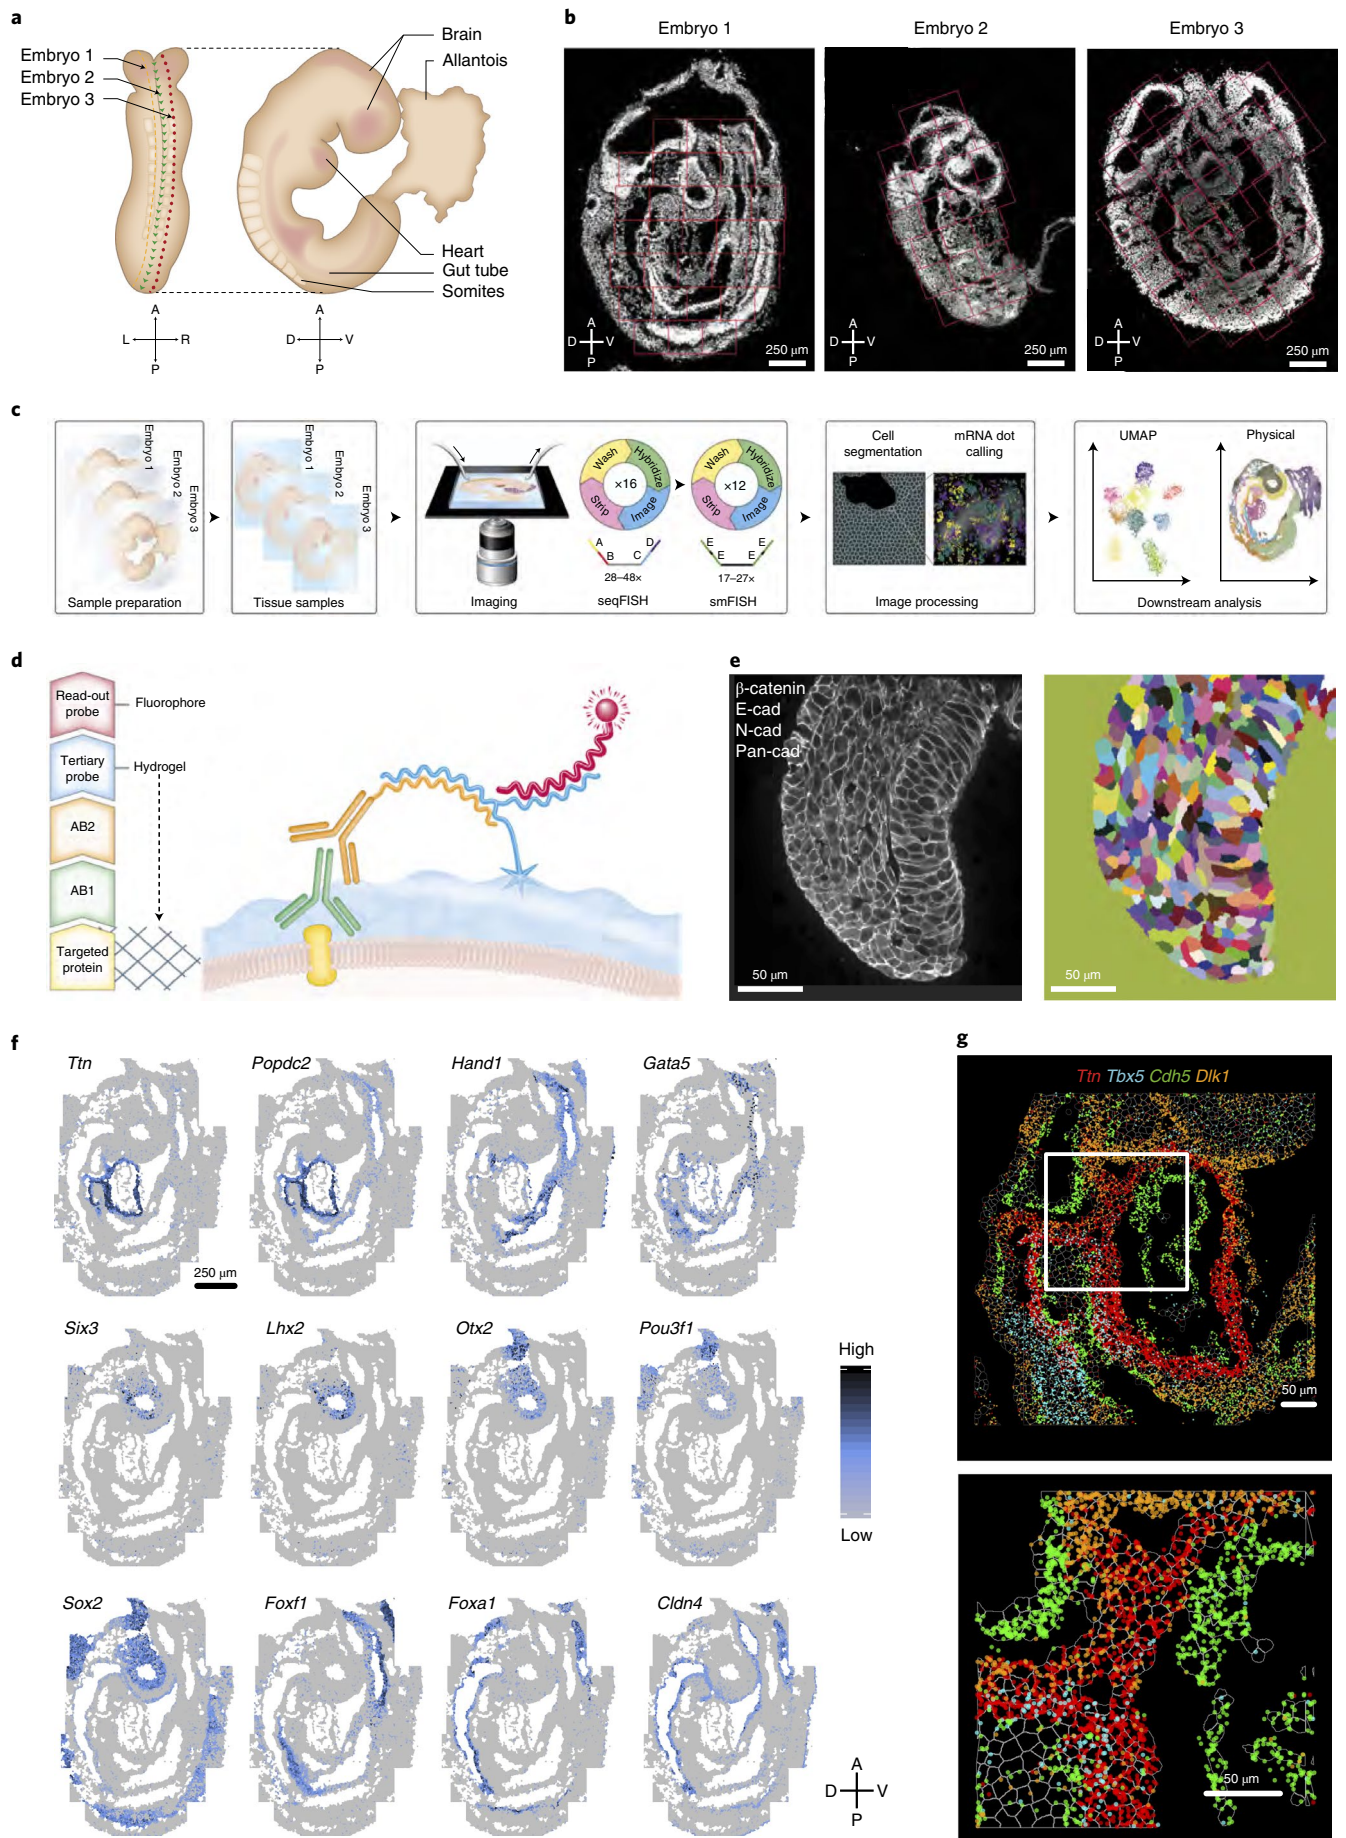 a
Embryo 1
Embryo 2
Embryo 3
Brain
Allantois
Heart
Gut tube
Somites
A
L
R
P
A
D
V
P
b
Embryo 1
Embryo 2
Embryo 3
A
D
V
P
250 μm
A
D
V
P
250 μm
A
D
V
P
250 μm
c
Embryo 1
Embryo 2
Embryo 3
Sample preparation
Embryo 1
Embryo 2
Embryo 3
Tissue samples
Imaging
Wash
Hybridize
Image
Strip
×16
A
B
C
D
28–48×
seqFISH
Wash
Hybridize
Image
Strip
×12
E
E
E
E
17–27×
smFISH
Cell
segmentation
mRNA dot
calling
Image processing
UMAP
Physical
Downstream analysis
d
Read-out
probe
Fluorophore
Tertiary
probe
Hydrogel
AB2
AB1
Targeted
protein
e
β-catenin
E-cad
N-cad
Pan-cad
50 μm
50 μm
f
Ttn
Popdc2
Hand1
Gata5
250 μm
Six3
Lhx2
Otx2
Pou3f1
High
Low
Sox2
Foxf1
Foxa1
Cldn4
A
D
V
P
g
Ttn Tbx5 Cdh5 Dlk1
50 μm
50 μm